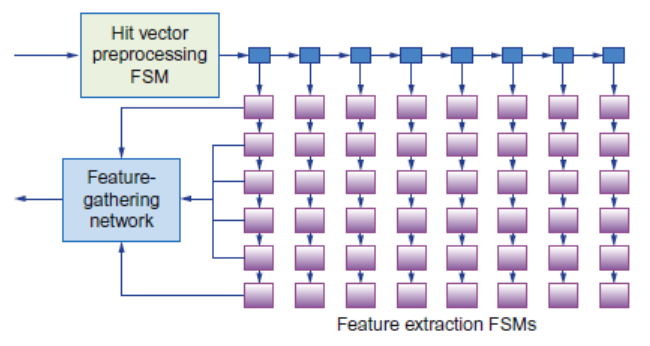 Hit vector
preprocessing
FSM
Feature-
gathering
network
Feature extraction FSMs